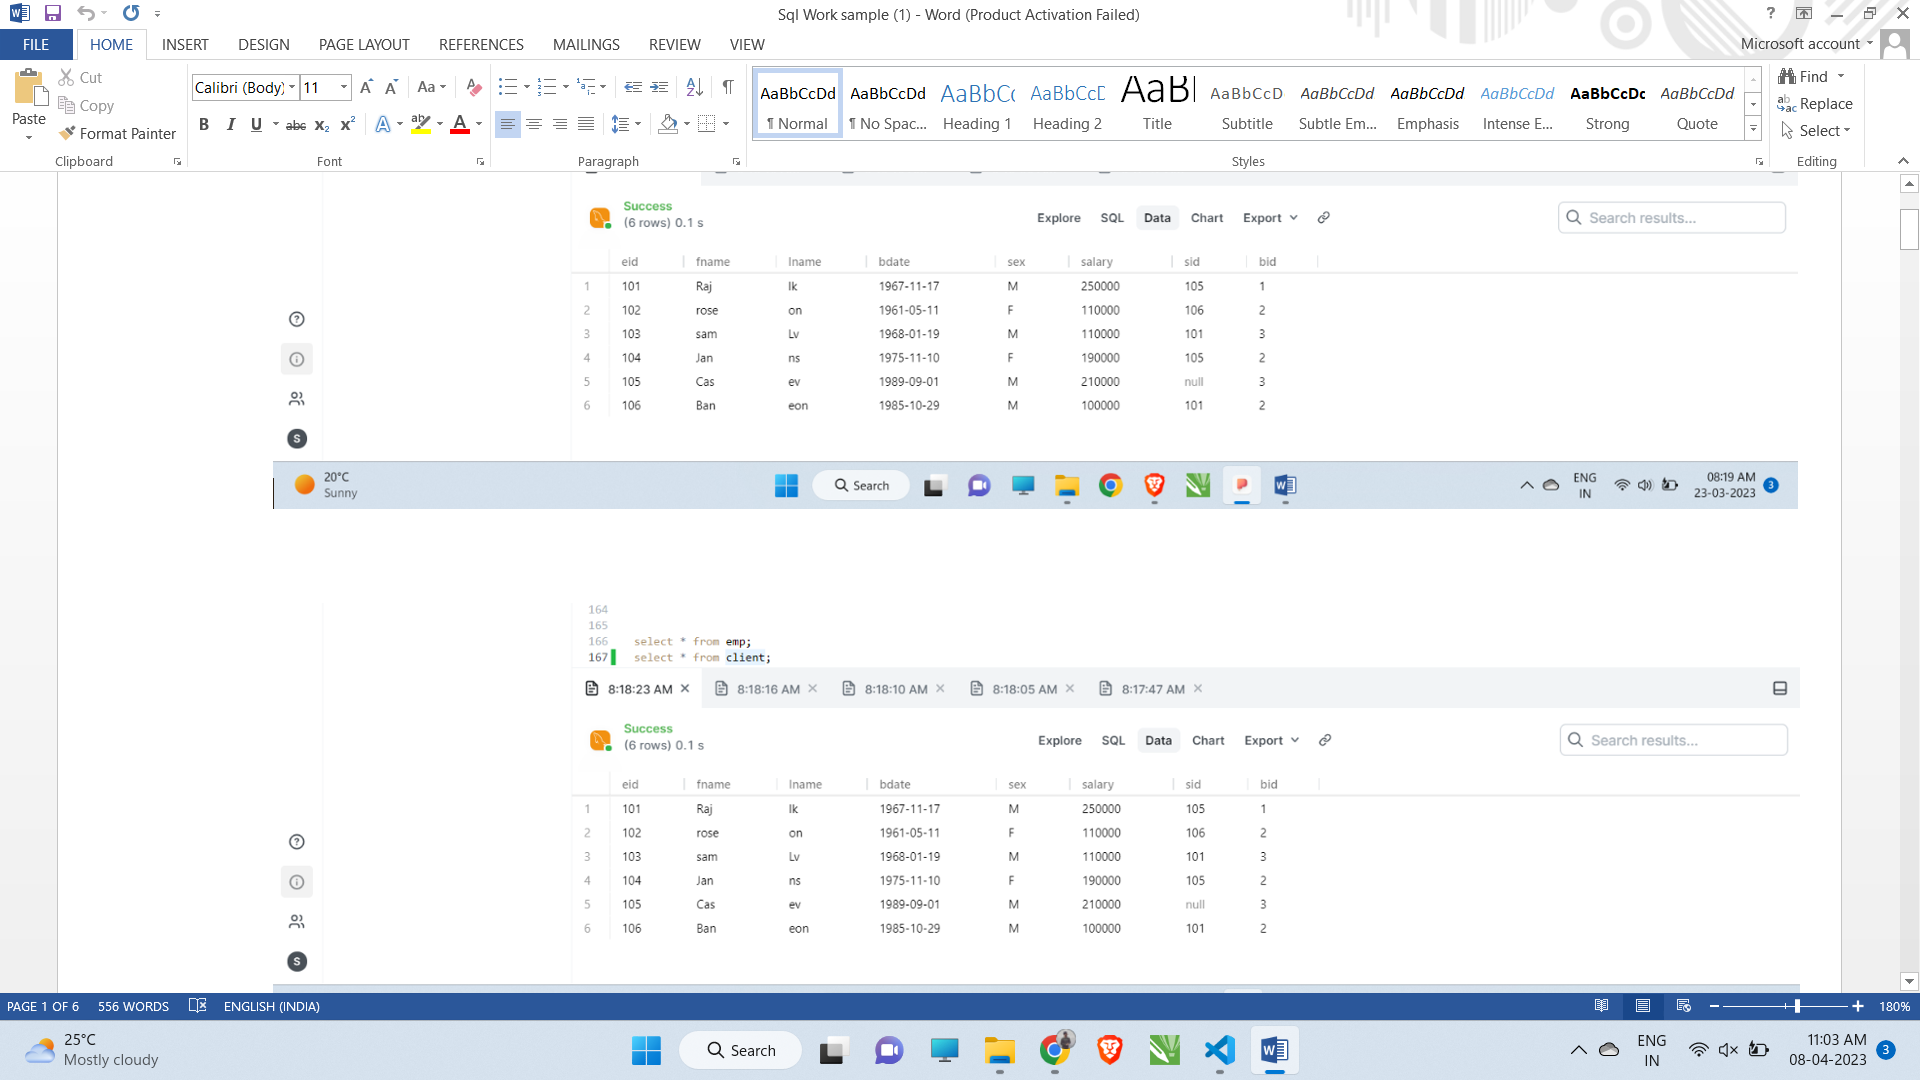 Sql Work sample (1) - Word (Product Activation Failed)
FILE HOME INSERT DESIGN PAGE LAYOUT REFERENCES MAILINGS REVIEW VIEW Microsoft account
Paste Cut Copy Format Painter
Calibri (Body) 11 Aa
B I U abc X₂ X² A ab A
AaBbCcDd AaBbCcDd AaBbCc AaBbCcD AaBl AaBbCcD AaBbCcDd AaBbCcDd AaBbCcDd AaBbCcDc AaBbCcDd
¶ Normal ¶ No Spac... Heading 1 Heading 2 Title Subtitle Subtle Em... Emphasis Intense E... Strong Quote
Find Replace Select
Clipboard Font Paragraph Styles Editing
Success
(6 rows) 0.1 s
Explore SQL Data Chart Export Search results...
eid fname lname bdate sex salary sid bid
1 101 Raj lk 1967-11-17 M 250000 105 1
2 102 rose on 1961-05-11 F 110000 106 2
3 103 sam Lv 1968-01-19 M 110000 101 3
4 104 Jan ns 1975-11-10 F 190000 105 2
5 105 Cas ev 1989-09-01 M 210000 null 3
6 106 Ban eon 1985-10-29 M 100000 101 2
S
20°C
Sunny
Search
ENG
IN
08:19 AM
23-03-2023
3
164
165
166 select * from emp;
167 select * from client;
8:18:23 AM 8:18:16 AM 8:18:10 AM 8:18:05 AM 8:17:47 AM
Success
(6 rows) 0.1 s
Explore SQL Data Chart Export Search results...
eid fname lname bdate sex salary sid bid
1 101 Raj lk 1967-11-17 M 250000 105 1
2 102 rose on 1961-05-11 F 110000 106 2
3 103 sam Lv 1968-01-19 M 110000 101 3
4 104 Jan ns 1975-11-10 F 190000 105 2
5 105 Cas ev 1989-09-01 M 210000 null 3
6 106 Ban eon 1985-10-29 M 100000 101 2
S
PAGE 1 OF 6 556 WORDS ENGLISH (INDIA) 180%
25°C
Mostly cloudy
Search
ENG
IN
11:03 AM
08-04-2023
3